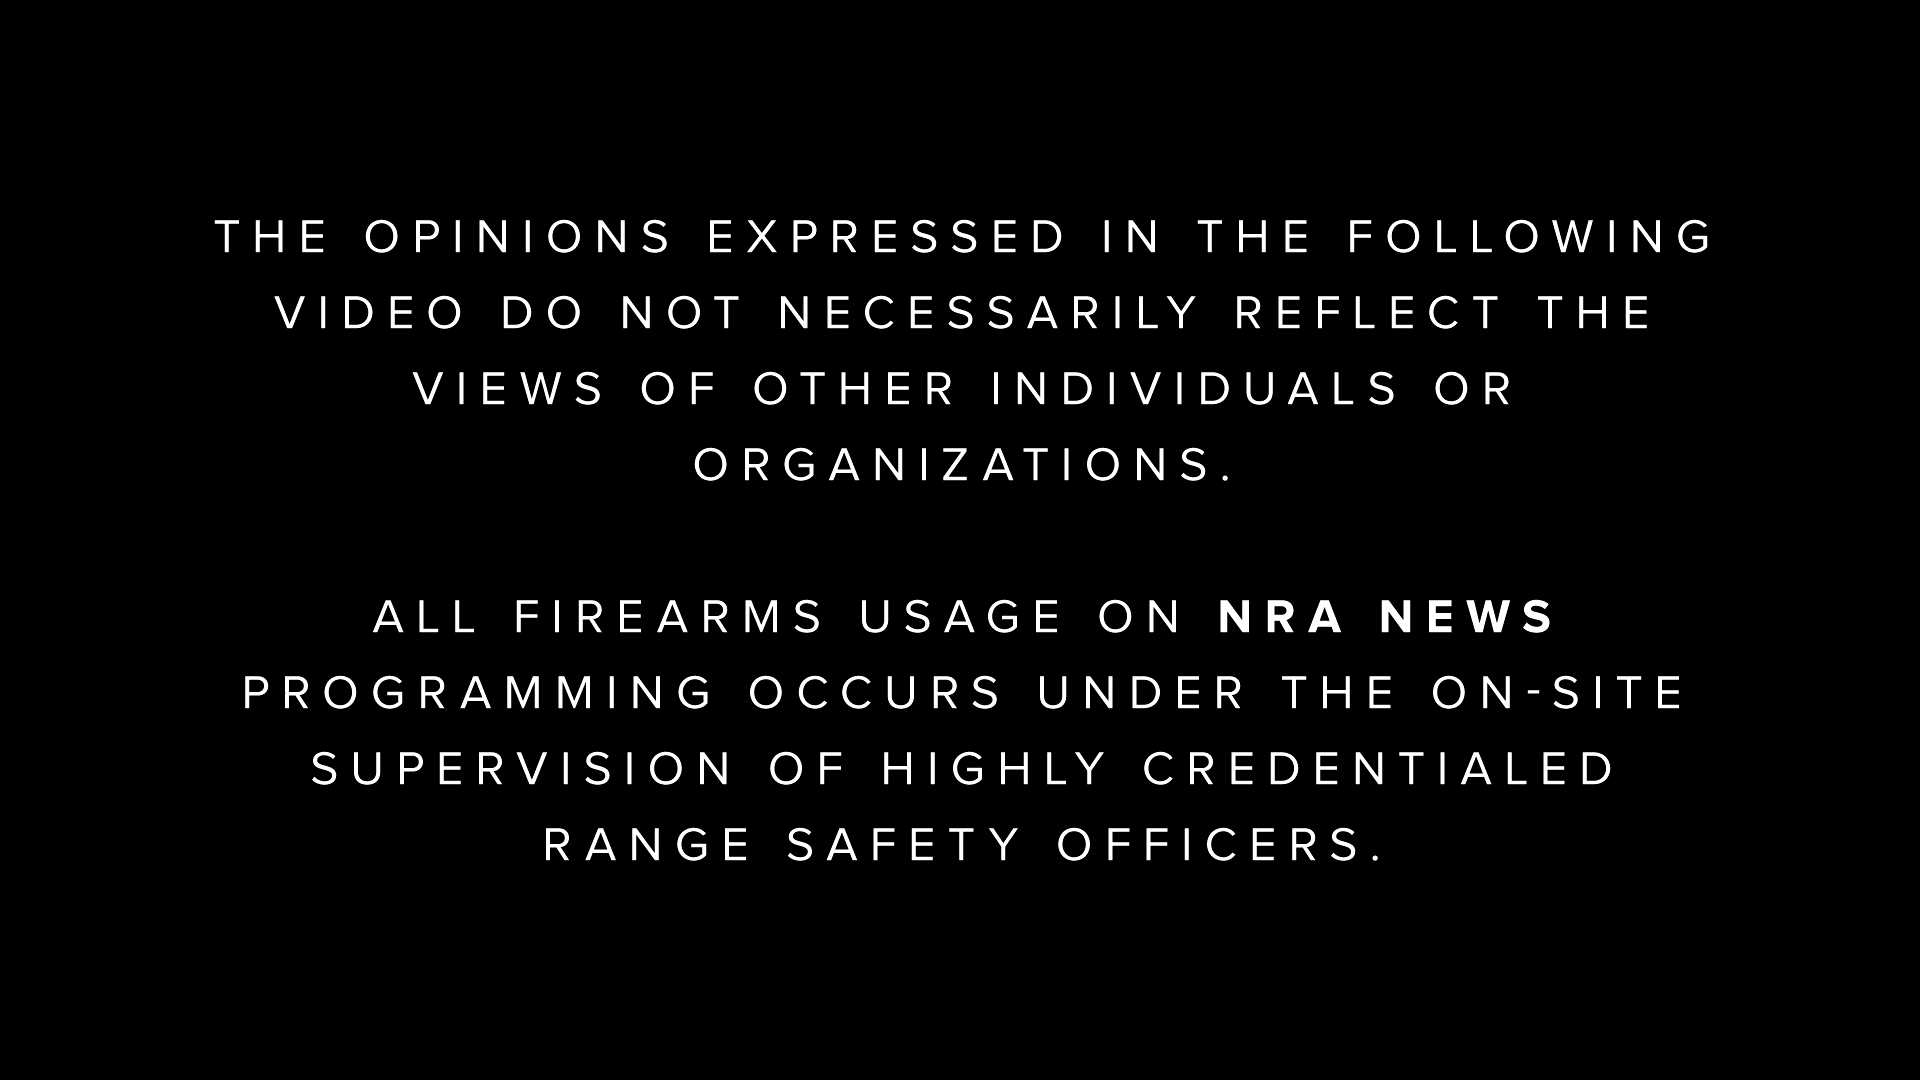 THE OPINIONS EXPRESSED IN THE FOLLOWING
VIDEO DO NOT NECESSARILY REFLECT THE
VIEWS OF OTHER INDIVIDUALS OR
ORGANIZATIONS.
ALL FIREARMS USAGE ON NRA NEWS
PROGRAMMING OCCURS UNDER THE ON-SITE
SUPERVISION OF HIGHLY CREDENTIALED
RANGE SAFETY OFFICERS.